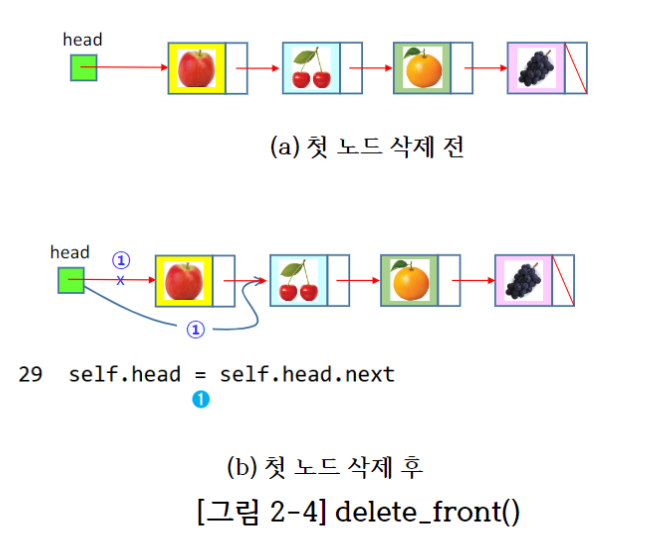 head
(a) 첫 노드 삭제 전
head
①
x
①
29 self.head = self.head.next
❶
(b) 첫 노드 삭제 후
[그림 2-4] delete_front()